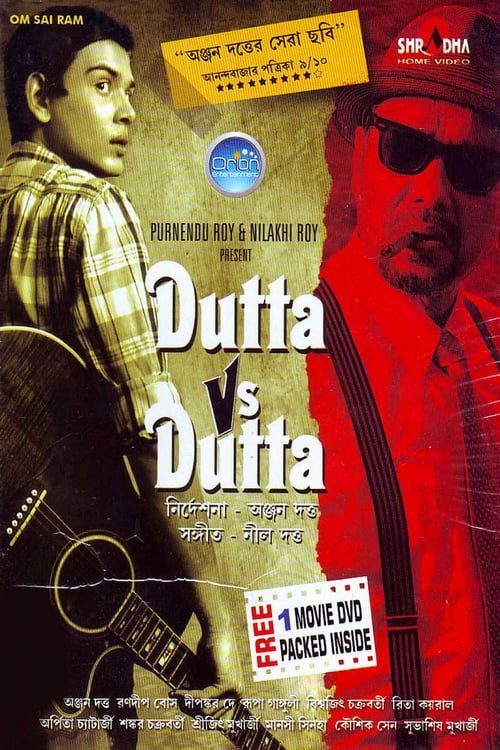 OM SAI RAM
"অঞ্জন দত্তের সেরা ছবি"
আনন্দবাজার পত্রিকা ৯/১০
SHRADHA
HOME VIDEO
Orion
Entertainment
PURNENDU ROY & NILAKHI ROY
PRESENT
Dutta
Vs
Dutta
নির্দেশনা - অঞ্জন দত্ত
সঙ্গীত - নীল দত্ত
FREE
1 MOVIE DVD
PACKED INSIDE
অঞ্জন দত্ত রণদীপ বোস দীপঙ্কর দে রূপা গাঙ্গুলী বিশ্বজিৎ চক্রবর্তী রিতা কয়রাল
অর্পিতা চ্যাটার্জী শঙ্কর চক্রবর্তী শ্রীজিৎ মুখার্জী মানসী সিনহা কৌশিক সেন সুভাশিষ মুখার্জী